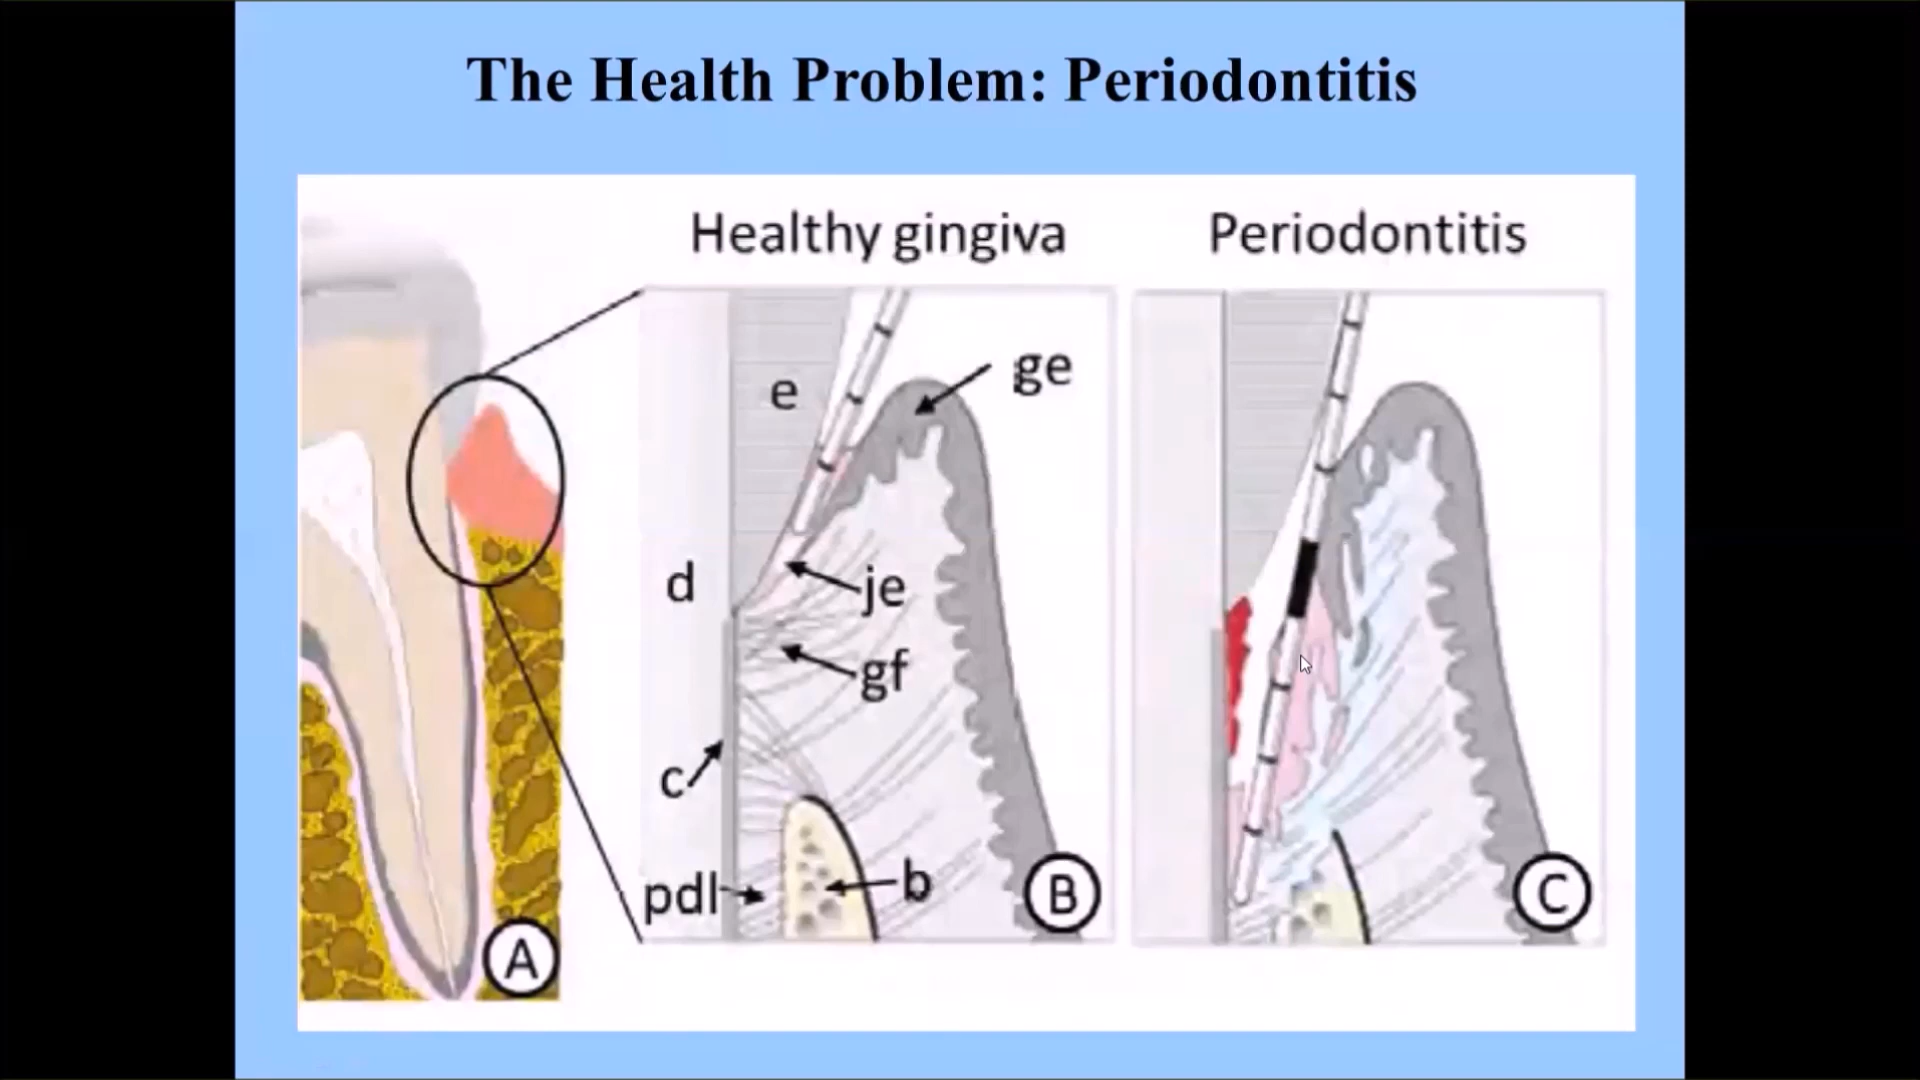 The Health Problem: Periodontitis
Healthy gingiva
Periodontitis
ge
e
je
d
gf
c
pdl
b
A
B
C